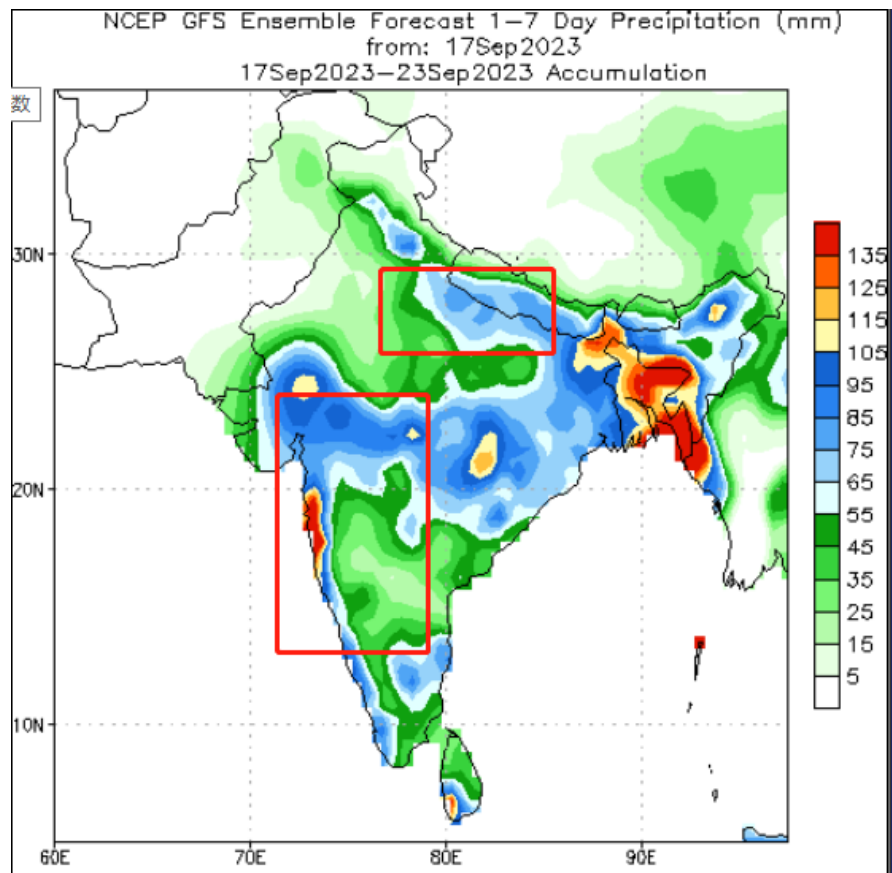 NCEP GFS Ensemble Forecast 1–7 Day Precipitation (mm)
from: 17Sep2023
17Sep2023–23Sep2023 Accumulation
数
30N
20N
10N
60E
70E
80E
90E
135
125
115
105
95
85
75
65
55
45
35
25
15
5